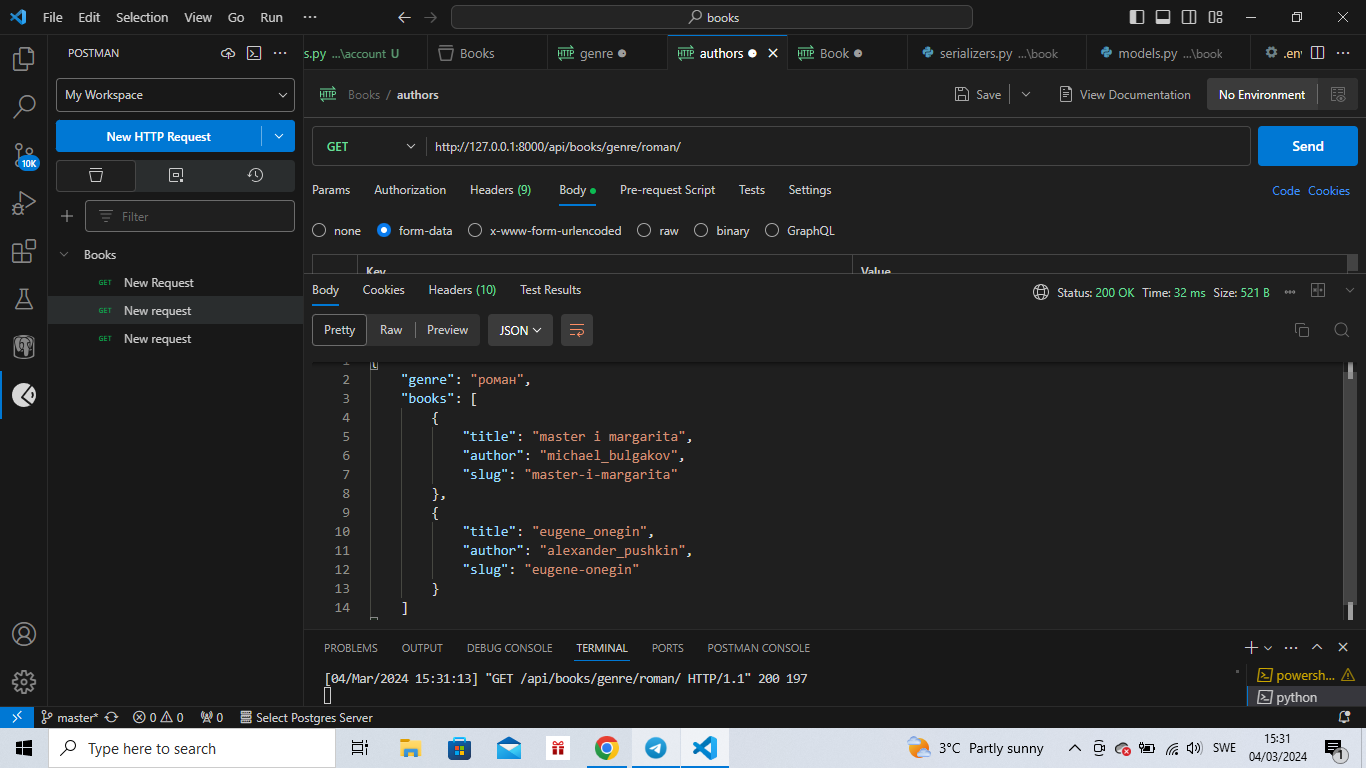 File Edit Selection View Go Run ··· books
POSTMAN
s.py ...\account U Books genre authors Book serializers.py ...\book models.py ...\book .en
My Workspace
Books / authors Save View Documentation No Environment
New HTTP Request
GET http://127.0.0.1:8000/api/books/genre/roman/ Send
10K
Params Authorization Headers (9) Body Pre-request Script Tests Settings Code Cookies
Filter
none form-data x-www-form-urlencoded raw binary GraphQL
Books
Key Value
GET New Request
GET New request
GET New request
Body Cookies Headers (10) Test Results Status: 200 OK Time: 32 ms Size: 521 B
Pretty Raw Preview JSON
1 {
2 "genre": "роман",
3 "books": [
4 {
5 "title": "master i margarita",
6 "author": "michael_bulgakov",
7 "slug": "master-i-margarita"
8 },
9 {
10 "title": "eugene_onegin",
11 "author": "alexander_pushkin",
12 "slug": "eugene-onegin"
13 }
14 ]
PROBLEMS OUTPUT DEBUG CONSOLE TERMINAL PORTS POSTMAN CONSOLE
[04/Mar/2024 15:31:13] "GET /api/books/genre/roman/ HTTP/1.1" 200 197
powersh...
python
master* 0 0 0 Select Postgres Server
Type here to search 3°C Partly sunny SWE 15:31
04/03/2024
1